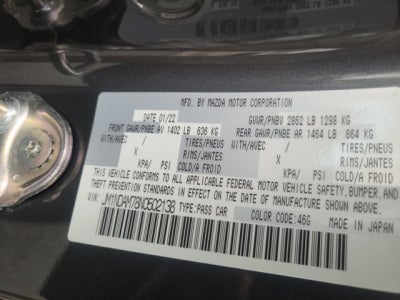 MFD. BY MAZDA MOTOR CORPORATION
DATE 01/22 GVWR/PNBV 2862 LB 1298 KG
FRONT GAWR/PNBE AV 1402 LB 636 KG REAR GAWR/PNBE AR 1464 LB 664 KG
WITH/AVEC / TIRES/PNEUS WITH/AVEC / TIRES/PNEUS
X RIMS/JANTES X RIMS/JANTES
KPA/ PSI COLD/A FROID KPA/ PSI COLD/A FROID
THIS VEHICLE CONFORMS TO ALL APPLICABLE FEDERAL MOTOR VEHICLE SAFETY, BUMPER, AND
THEFT PREVENTION STANDARDS IN EFFECT ON THE DATE OF MANUFACTURE SHOWN ABOVE.
VIN: JM1NDAM78N0502138 TYPE: PASS CAR
COLOR CODE: 46G MADE IN JAPAN